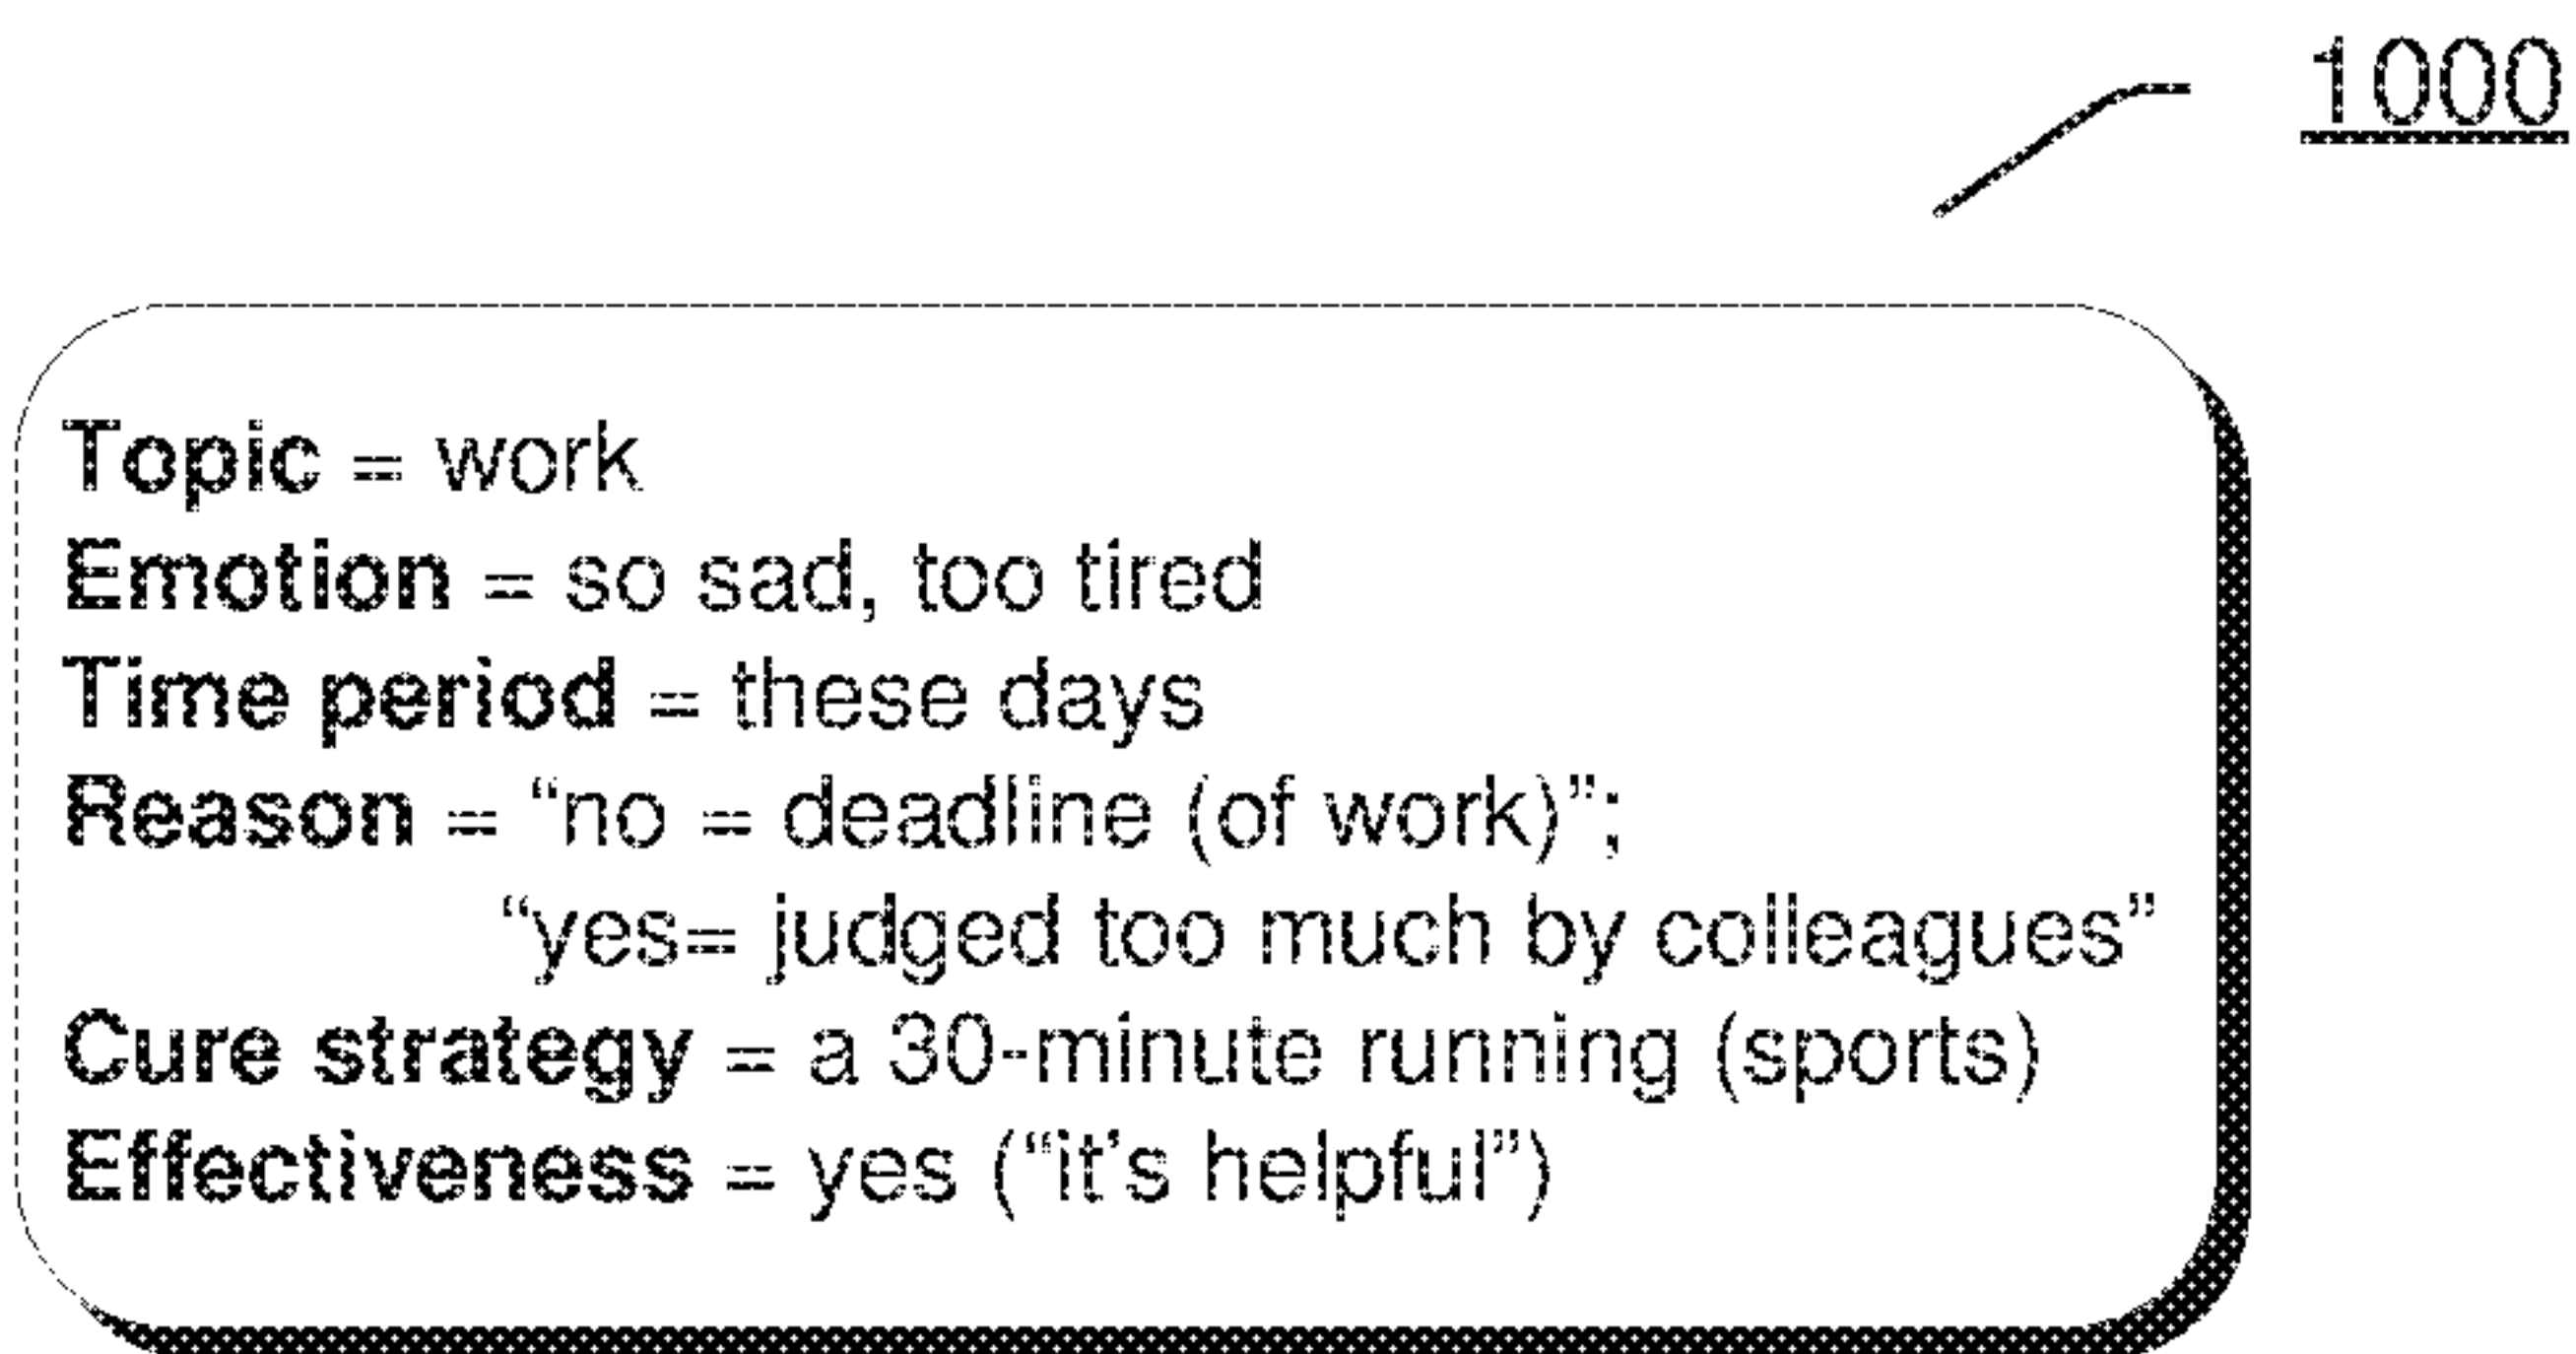 1000
Topic = work
Emotion = so sad, too tired
Time period = these days
Reason = “no = deadline (of work)”;
“yes= judged too much by colleagues”
Cure strategy = a 30-minute running (sports)
Effectiveness = yes (“it’s helpful”)